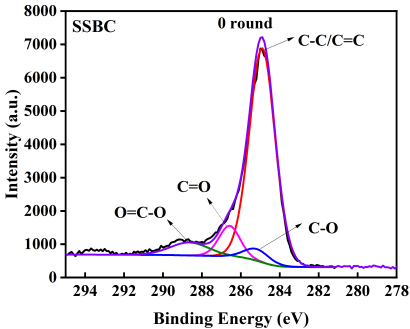 0 round
8000
SSBC
7000
C-C/C=C
6000
5000
4000
3000
2000
1000
0
C=O
O=C-O
C-O
294 292 290 288 286 284 282 280 278
Intensity (a.u.)
Binding Energy (eV)